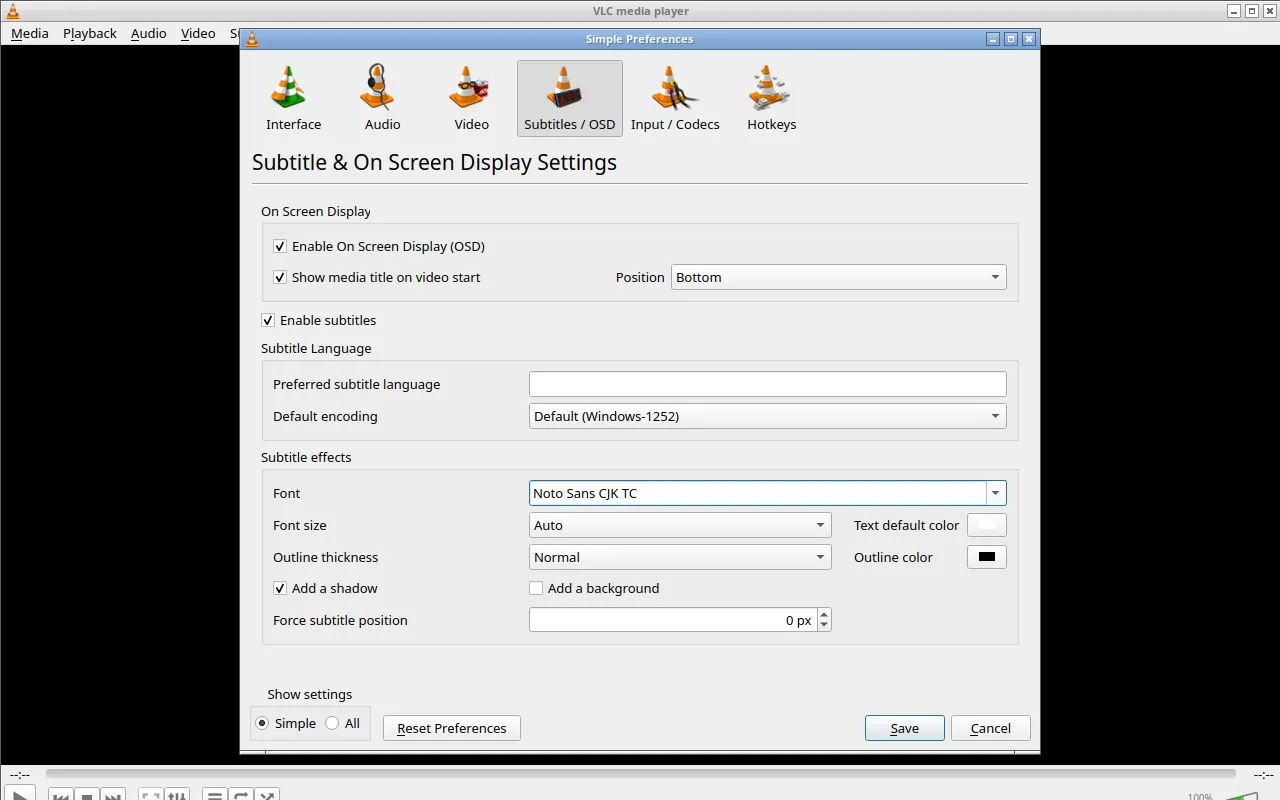 VLC media player
Media Playback Audio Video
Simple Preferences
Interface Audio Video Subtitles / OSD Input / Codecs Hotkeys
Subtitle & On Screen Display Settings
On Screen Display
Enable On Screen Display (OSD)
Show media title on video start Position Bottom
Enable subtitles
Subtitle Language
Preferred subtitle language
Default encoding Default (Windows-1252)
Subtitle effects
Font Noto Sans CJK TC
Font size Auto Text default color
Outline thickness Normal Outline color
Add a shadow Add a background
Force subtitle position 0 px
Show settings
Simple All Reset Preferences Save Cancel
--:-- --:--
100%